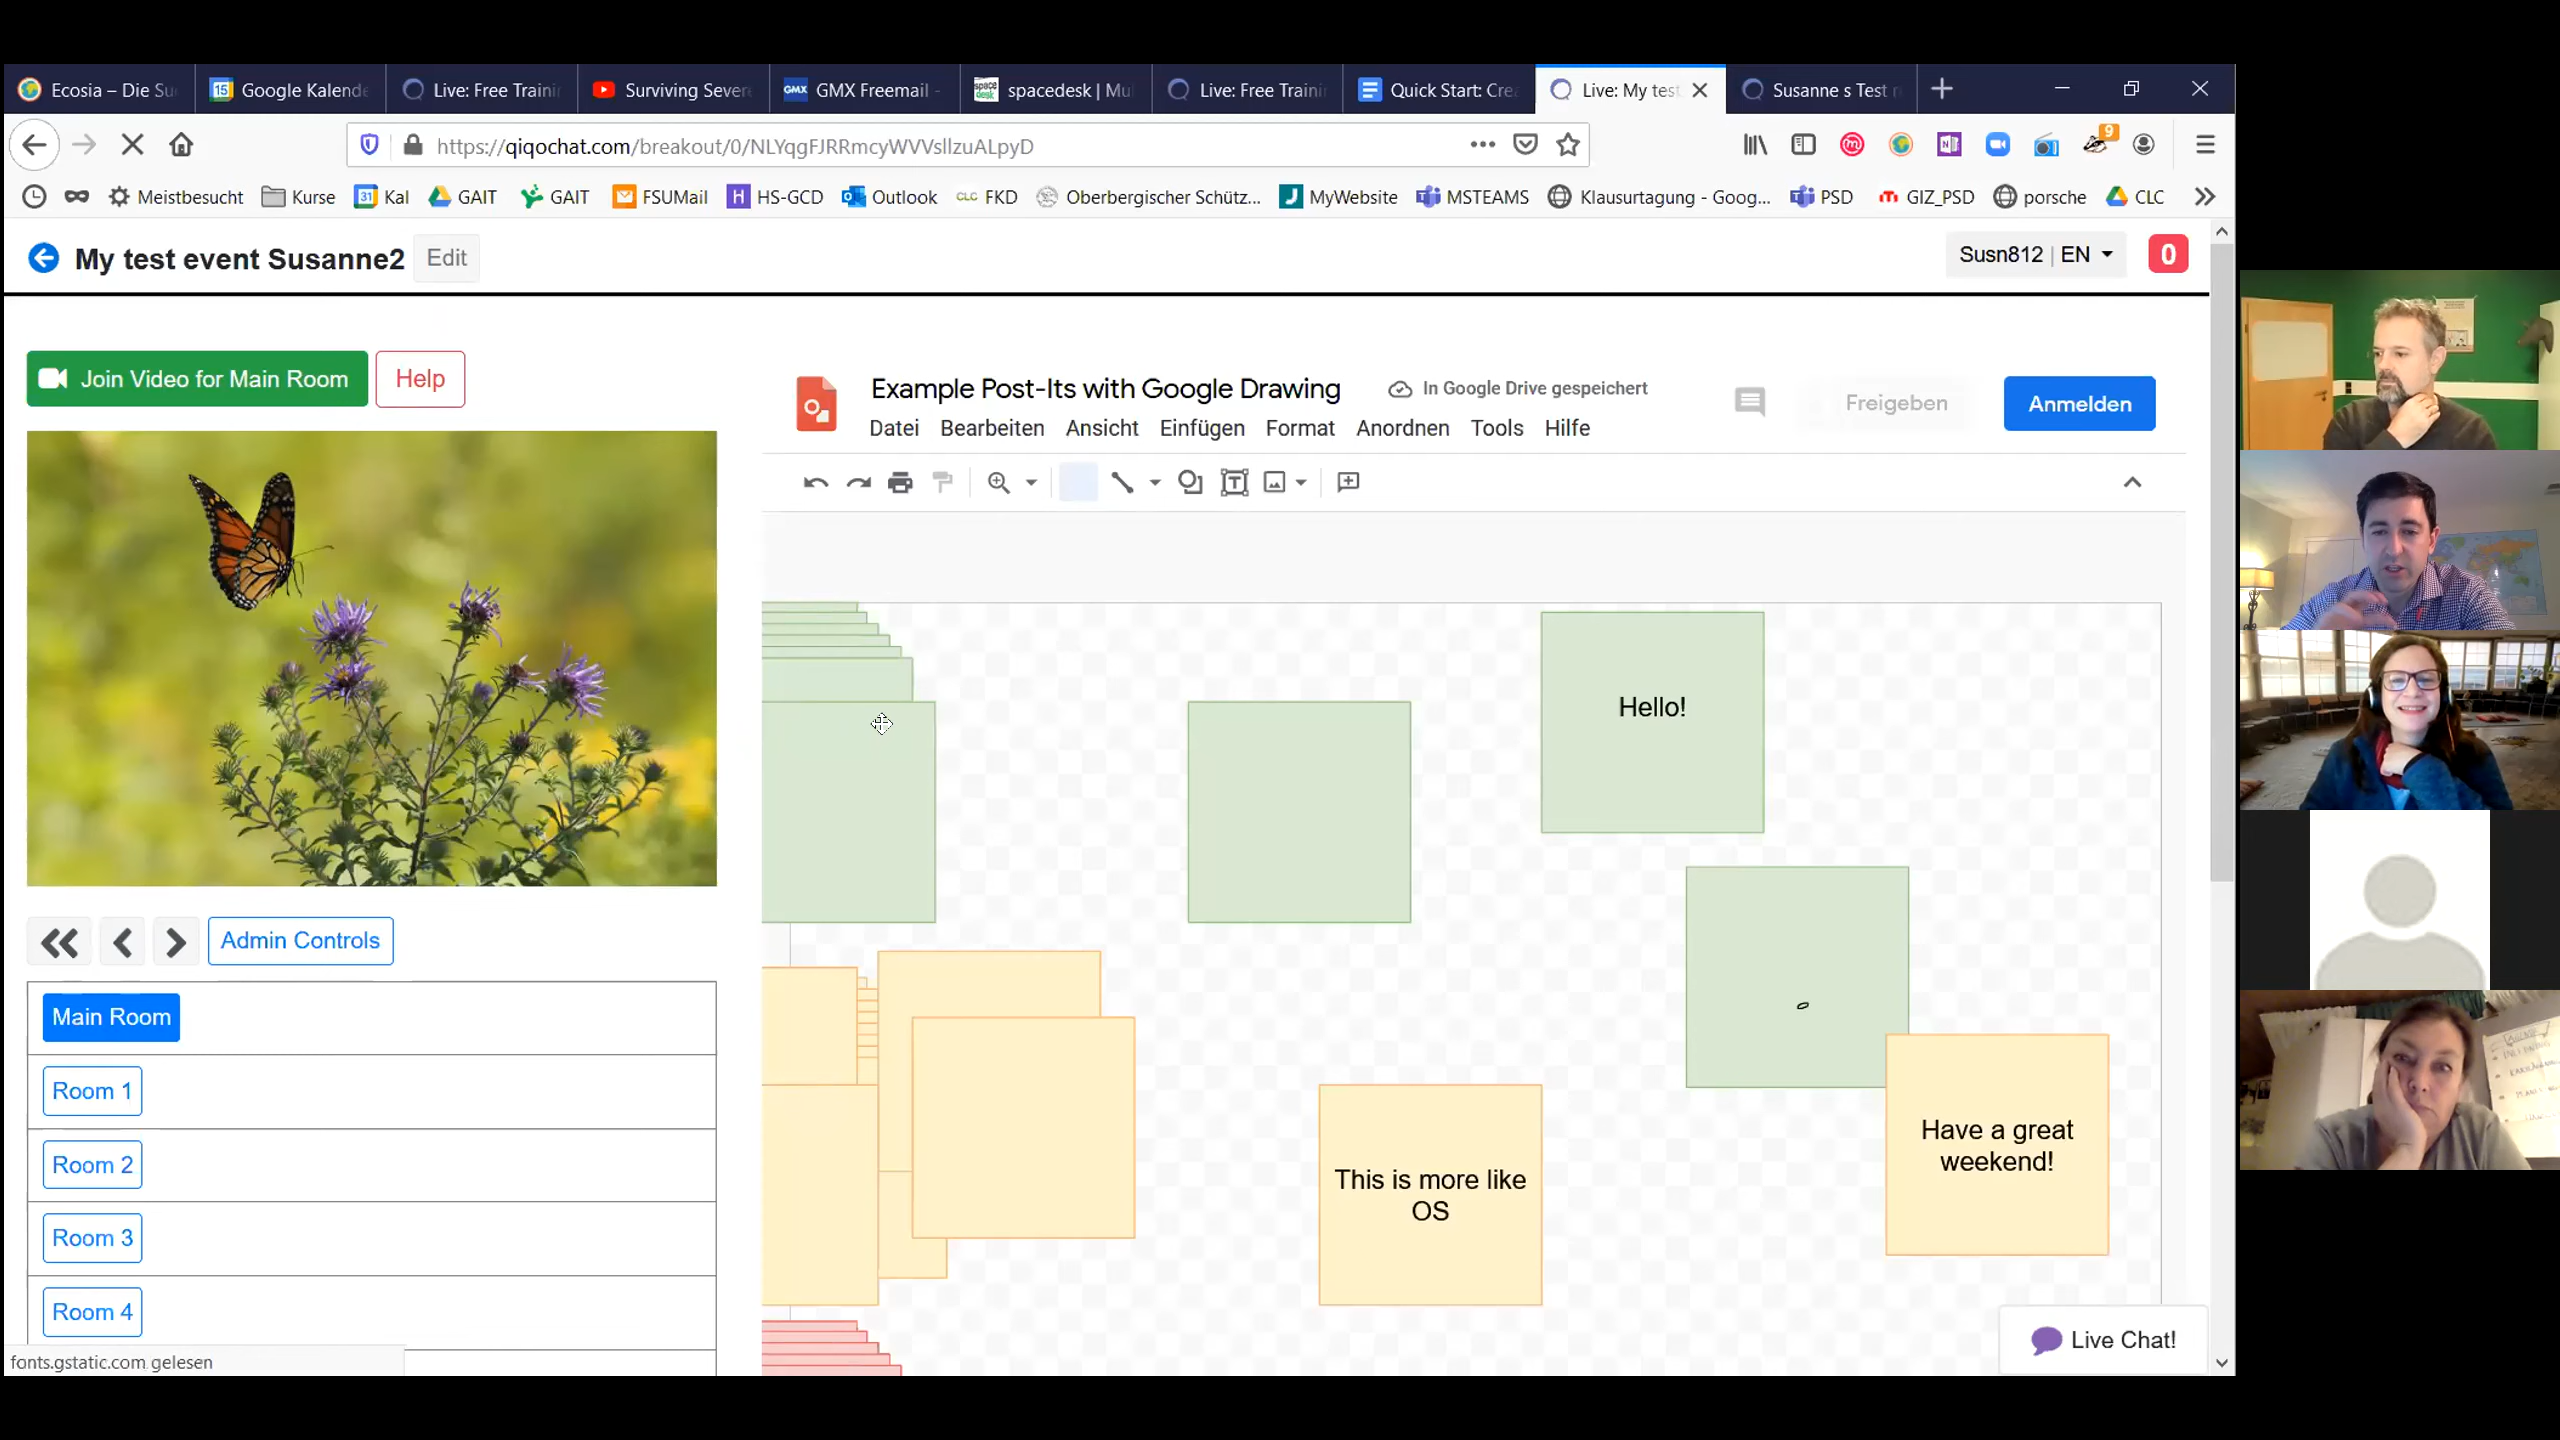 Ecosia – Die Su
Google Kalende
Live: Free Traini
Surviving Seve
GMX Freemail -
spacedesk | Mul
Live: Free Traini
Quick Start: Cre
Live: My test
Susanne s Test r
https://qiqochat.com/breakout/0/NLYqgFJRRmcyWVVsllzuALpyD
9
Meistbesucht
Kurse
Kal
GAIT
GAIT
FSUMail
HS-GCD
Outlook
CLC FKD
Oberbergischer Schütz...
MyWebsite
MSTEAMS
Klausurtagung - Goog...
PSD
GIZ_PSD
porsche
CLC
My test event Susanne2
Edit
Susn812 | EN
0
Join Video for Main Room
Help
Example Post-Its with Google Drawing
In Google Drive gespeichert
Freigeben
Anmelden
Datei Bearbeiten Ansicht Einfügen Format Anordnen Tools Hilfe
Hello!
This is more like
OS
Have a great
weekend!
Admin Controls
Main Room
Room 1
Room 2
Room 3
Room 4
Live Chat!
fonts.gstatic.com gelesen